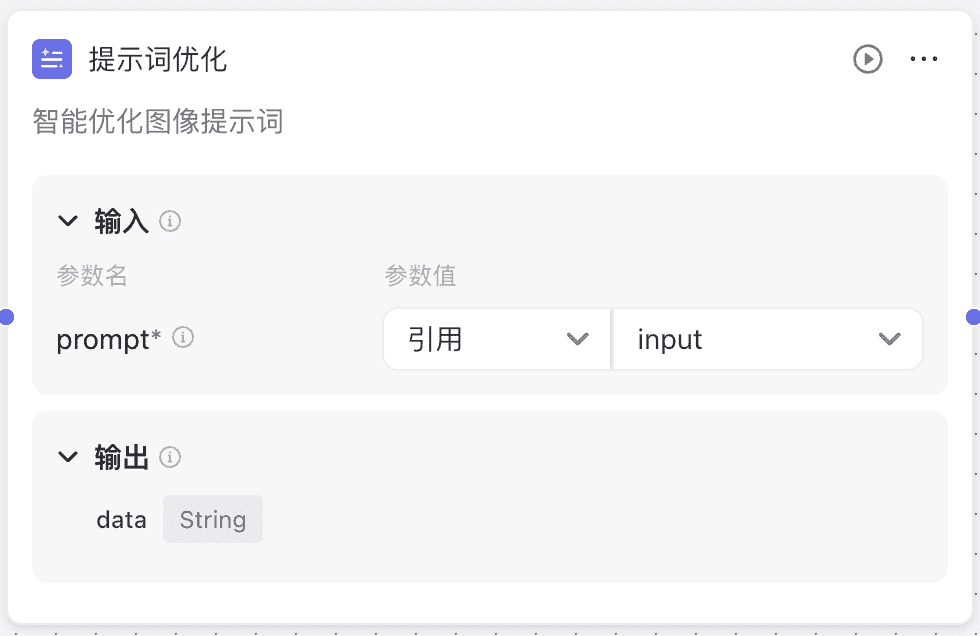 提示词优化
智能优化图像提示词
输入
参数名 参数值
prompt* 引用 input
输出
data String